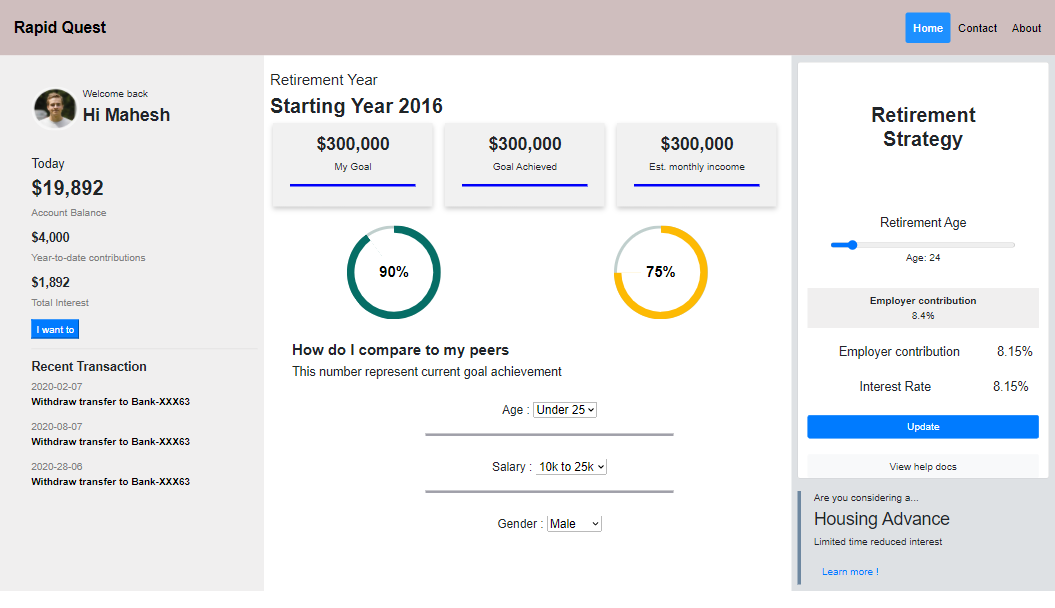 Rapid Quest
Home Contact About
Welcome back
Hi Mahesh
Today
$19,892
Account Balance
$4,000
Year-to-date contributions
$1,892
Total Interest
I want to
Recent Transaction
2020-02-07
Withdraw transfer to Bank-XXX63
2020-08-07
Withdraw transfer to Bank-XXX63
2020-28-06
Withdraw transfer to Bank-XXX63
Retirement Year
Starting Year 2016
$300,000
My Goal
$300,000
Goal Achieved
$300,000
Est. monthly incoome
90%
75%
How do I compare to my peers
This number represent current goal achievement
Age : Under 25
Salary : 10k to 25k
Gender : Male
Retirement
Strategy
Retirement Age
Age: 24
Employer contribution
8.4%
Employer contribution 8.15%
Interest Rate 8.15%
Update
View help docs
Are you considering a...
Housing Advance
Limited time reduced interest
Learn more !